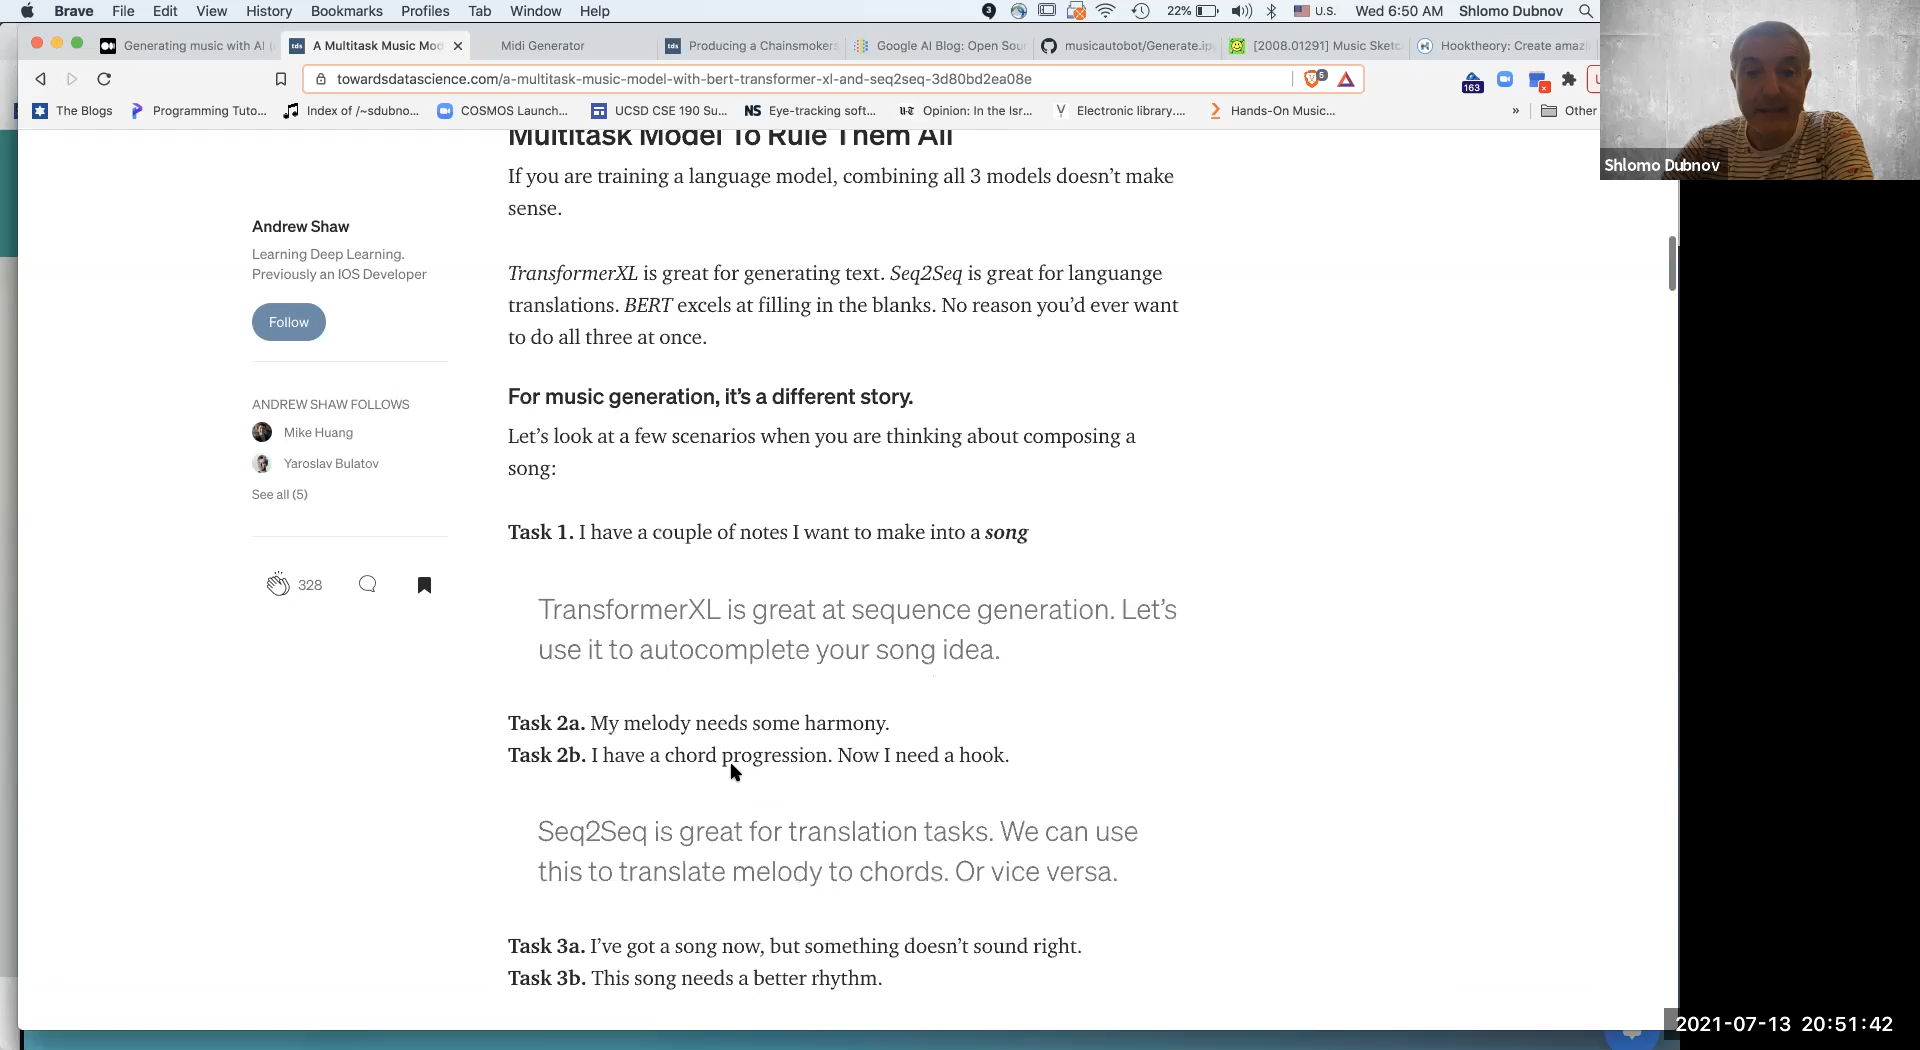 Brave File Edit View History Bookmarks Profiles Tab Window Help
3 22% U.S. Wed 6:50 AM Shlomo Dubnov
Generating music with AI
tds A Multitask Music Mod
Midi Generator
tds Producing a Chainsmokers
Google AI Blog: Open Sour
musicautobot/Generate.ip
[2008.01291] Music Sketc
Hooktheory: Create amaz
towardsdatascience.com/a-multitask-music-model-with-bert-transformer-xl-and-seq2seq-3d80bd2ea08e
5
163
The Blogs
Programming Tuto...
Index of /~sdubno...
COSMOS Launch...
UCSD CSE 190 Su...
NS Eye-tracking soft...
Opinion: In the Isr...
V Electronic library....
Hands-On Music...
» Other
Shlomo Dubnov
Multitask Model To Rule Them All
If you are training a language model, combining all 3 models doesn’t make
sense.
Andrew Shaw
Learning Deep Learning.
Previously an IOS Developer
Follow
ANDREW SHAW FOLLOWS
Mike Huang
Yaroslav Bulatov
See all (5)
328
TransformerXL is great for generating text. Seq2Seq is great for languange
translations. BERT excels at filling in the blanks. No reason you’d ever want
to do all three at once.
For music generation, it’s a different story.
Let’s look at a few scenarios when you are thinking about composing a
song:
Task 1. I have a couple of notes I want to make into a song
TransformerXL is great at sequence generation. Let’s
use it to autocomplete your song idea.
Task 2a. My melody needs some harmony.
Task 2b. I have a chord progression. Now I need a hook.
Seq2Seq is great for translation tasks. We can use
this to translate melody to chords. Or vice versa.
Task 3a. I’ve got a song now, but something doesn’t sound right.
Task 3b. This song needs a better rhythm.
2021-07-13 20:51:42